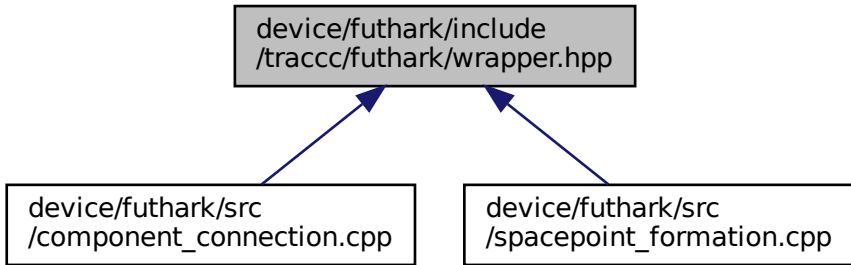 device/futhark/include
/traccc/futhark/wrapper.hpp
device/futhark/src
/component_connection.cpp
device/futhark/src
/spacepoint_formation.cpp